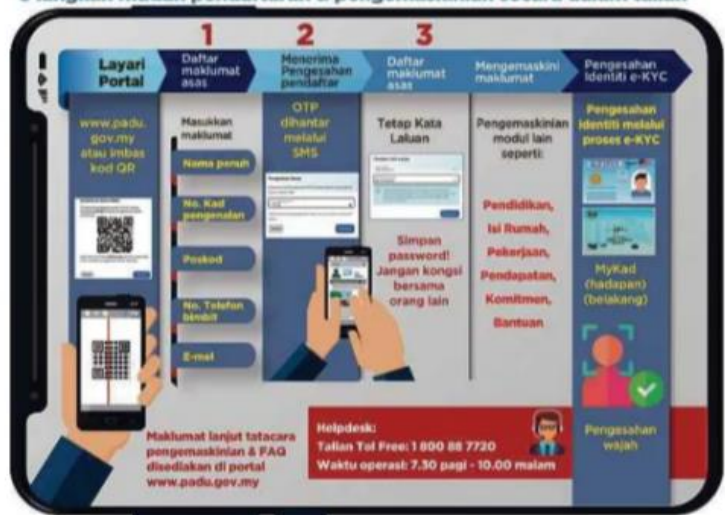 1
2
3
Layari
Portal
Daftar
maklumat
asas
Menerima
Pengesahan
pendaftar
Daftar
maklumat
asas
Mengemaskini
maklumat
Pengesahan
Identiti e-KYC
www.padu.
gov.my
atau imbas
kod QR
Masukkan
maklumat
Nama penuh
No. Kad
pengenalan
Poskod
No. Telefon
bimbit
E-mel
OTP
dihantar
melalui
SMS
Tetap Kata
Laluan
Simpan
password!
Jangan kongsi
bersama
orang lain
Pengemaskinian
modul lain
seperti:
Pendidikan,
Isi Rumah,
Pekerjaan,
Pendapatan,
Komitmen,
Bantuan
Pengesahan
Identiti melalui
proses e-KYC
MyKad
(hadapan)
(belakang)
Pengesahan
wajah
Maklumat lanjut tatacara
pengemaskinian & FAQ
disediakan di portal
www.padu.gov.my
Helpdesk:
Talian Tol Free: 1 800 88 7720
Waktu operasi: 7.30 pagi - 10.00 malam